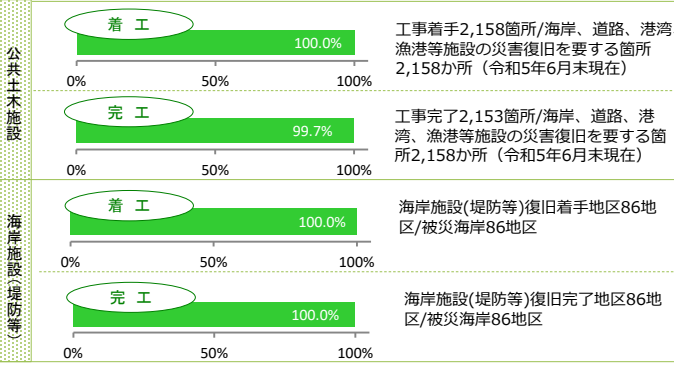 公共土木施設
着 工
100.0%
0% 50% 100%
工事着手2,158箇所/海岸、道路、港湾、
漁港等施設の災害復旧を要する箇所
2,158か所（令和5年6月末現在）
完 工
99.7%
0% 50% 100%
工事完了2,153箇所/海岸、道路、港
湾、漁港等施設の災害復旧を要する箇
所2,158か所（令和5年6月末現在）
海岸施設(堤防等)
着 工
100.0%
0% 50% 100%
海岸施設(堤防等)復旧着手地区86地
区/被災海岸86地区
完 工
100.0%
0% 50% 100%
海岸施設(堤防等)復旧完了地区86地
区/被災海岸86地区